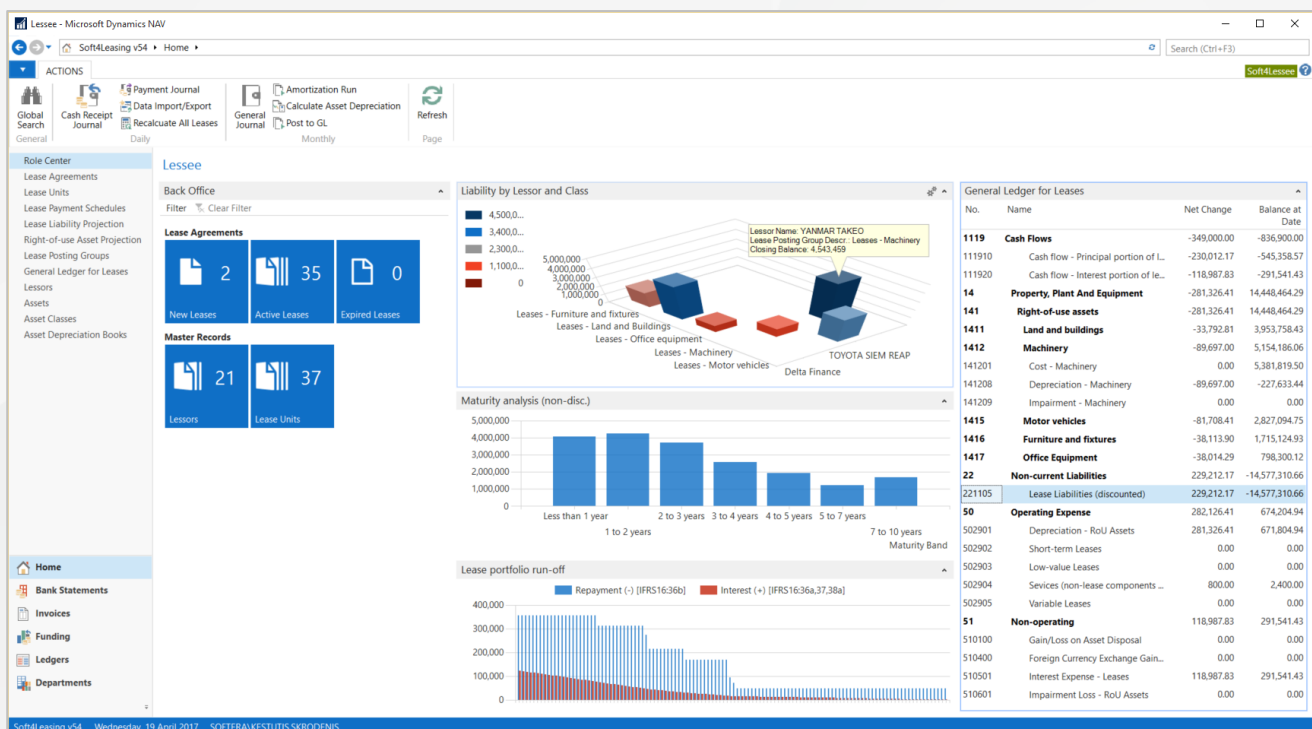 Lessee - Microsoft Dynamics NAV
Soft4Leasing v54 Home
Search (Ctrl+F3)
ACTIONS
Soft4Lessee
Global Search
General
Cash Receipt Journal
Payment Journal
Data Import/Export
Recalcuate All Leases
Daily
General Journal
Amortization Run
Calculate Asset Depreciation
Post to GL
Monthly
Refresh
Page
Role Center
Lease Agreements
Lease Units
Lease Payment Schedules
Lease Liability Projection
Right-of-use Asset Projection
Lease Posting Groups
General Ledger for Leases
Lessors
Assets
Asset Classes
Asset Depreciation Books
Home
Bank Statements
Invoices
Funding
Ledgers
Departments
Lessee
Back Office
Filter Clear Filter
Lease Agreements
2 35 0
New Leases Active Leases Expired Leases
Master Records
21 37
Lessors Lease Units
Liability by Lessor and Class
4,500,0...
3,400,0...
2,300,0...
1,100,0...
0
Lessor Name: YANMAR TAKEO
Lease Posting Group Descr.: Leases - Machinery
Closing Balance: 4,543,459
5,000,000
4,000,000
3,000,000
2,000,000
1,000,000
0
Leases - Furniture and fixtures
Leases - Land and Buildings
Leases - Office equipment
Leases - Machinery
Leases - Motor vehicles
TOYOTA SIEM REAP
Delta Finance
Maturity analysis (non-disc.)
5,000,000
4,000,000
3,000,000
2,000,000
1,000,000
0
Less than 1 year 2 to 3 years 3 to 4 years 4 to 5 years 5 to 7 years
1 to 2 years 7 to 10 years
Maturity Band
Lease portfolio run-off
Repayment (-) [IFRS16:36b] Interest (+) [IFRS16:36a,37,38a]
400,000
300,000
200,000
100,000
0
General Ledger for Leases
No. Name Net Change Balance at Date
1119 Cash Flows -349,000.00 -836,900.00
111910 Cash flow - Principal portion of l... -230,012.17 -545,358.57
111920 Cash flow - Interest portion of le... -118,987.83 -291,541.43
14 Property, Plant And Equipment -281,326.41 14,448,464.29
141 Right-of-use assets -281,326.41 14,448,464.29
1411 Land and buildings -33,792.81 3,953,758.43
1412 Machinery -89,697.00 5,154,186.06
141201 Cost - Machinery 0.00 5,381,819.50
141208 Depreciation - Machinery -89,697.00 -227,633.44
141209 Impairment - Machinery 0.00 0.00
1415 Motor vehicles -81,708.41 2,827,094.75
1416 Furniture and fixtures -38,113.90 1,715,124.93
1417 Office Equipment -38,014.29 798,300.12
22 Non-current Liabilities 229,212.17 -14,577,310.66
221105 Lease Liabilities (discounted) 229,212.17 -14,577,310.66
50 Operating Expense 282,126.41 674,204.94
502901 Depreciation - RoU Assets 281,326.41 671,804.94
502902 Short-term Leases 0.00 0.00
502903 Low-value Leases 0.00 0.00
502904 Sevices (non-lease components ... 800.00 2,400.00
502905 Variable Leases 0.00 0.00
51 Non-operating 118,987.83 291,541.43
510100 Gain/Loss on Asset Disposal 0.00 0.00
510400 Foreign Currency Exchange Gain... 0.00 0.00
510501 Interest Expense - Leases 118,987.83 291,541.43
510601 Impairment Loss - RoU Assets 0.00 0.00
Soft4Leasing v54 Wednesday, 19 April 2017 SOFTERA\KESTUTIS.SKRODENIS